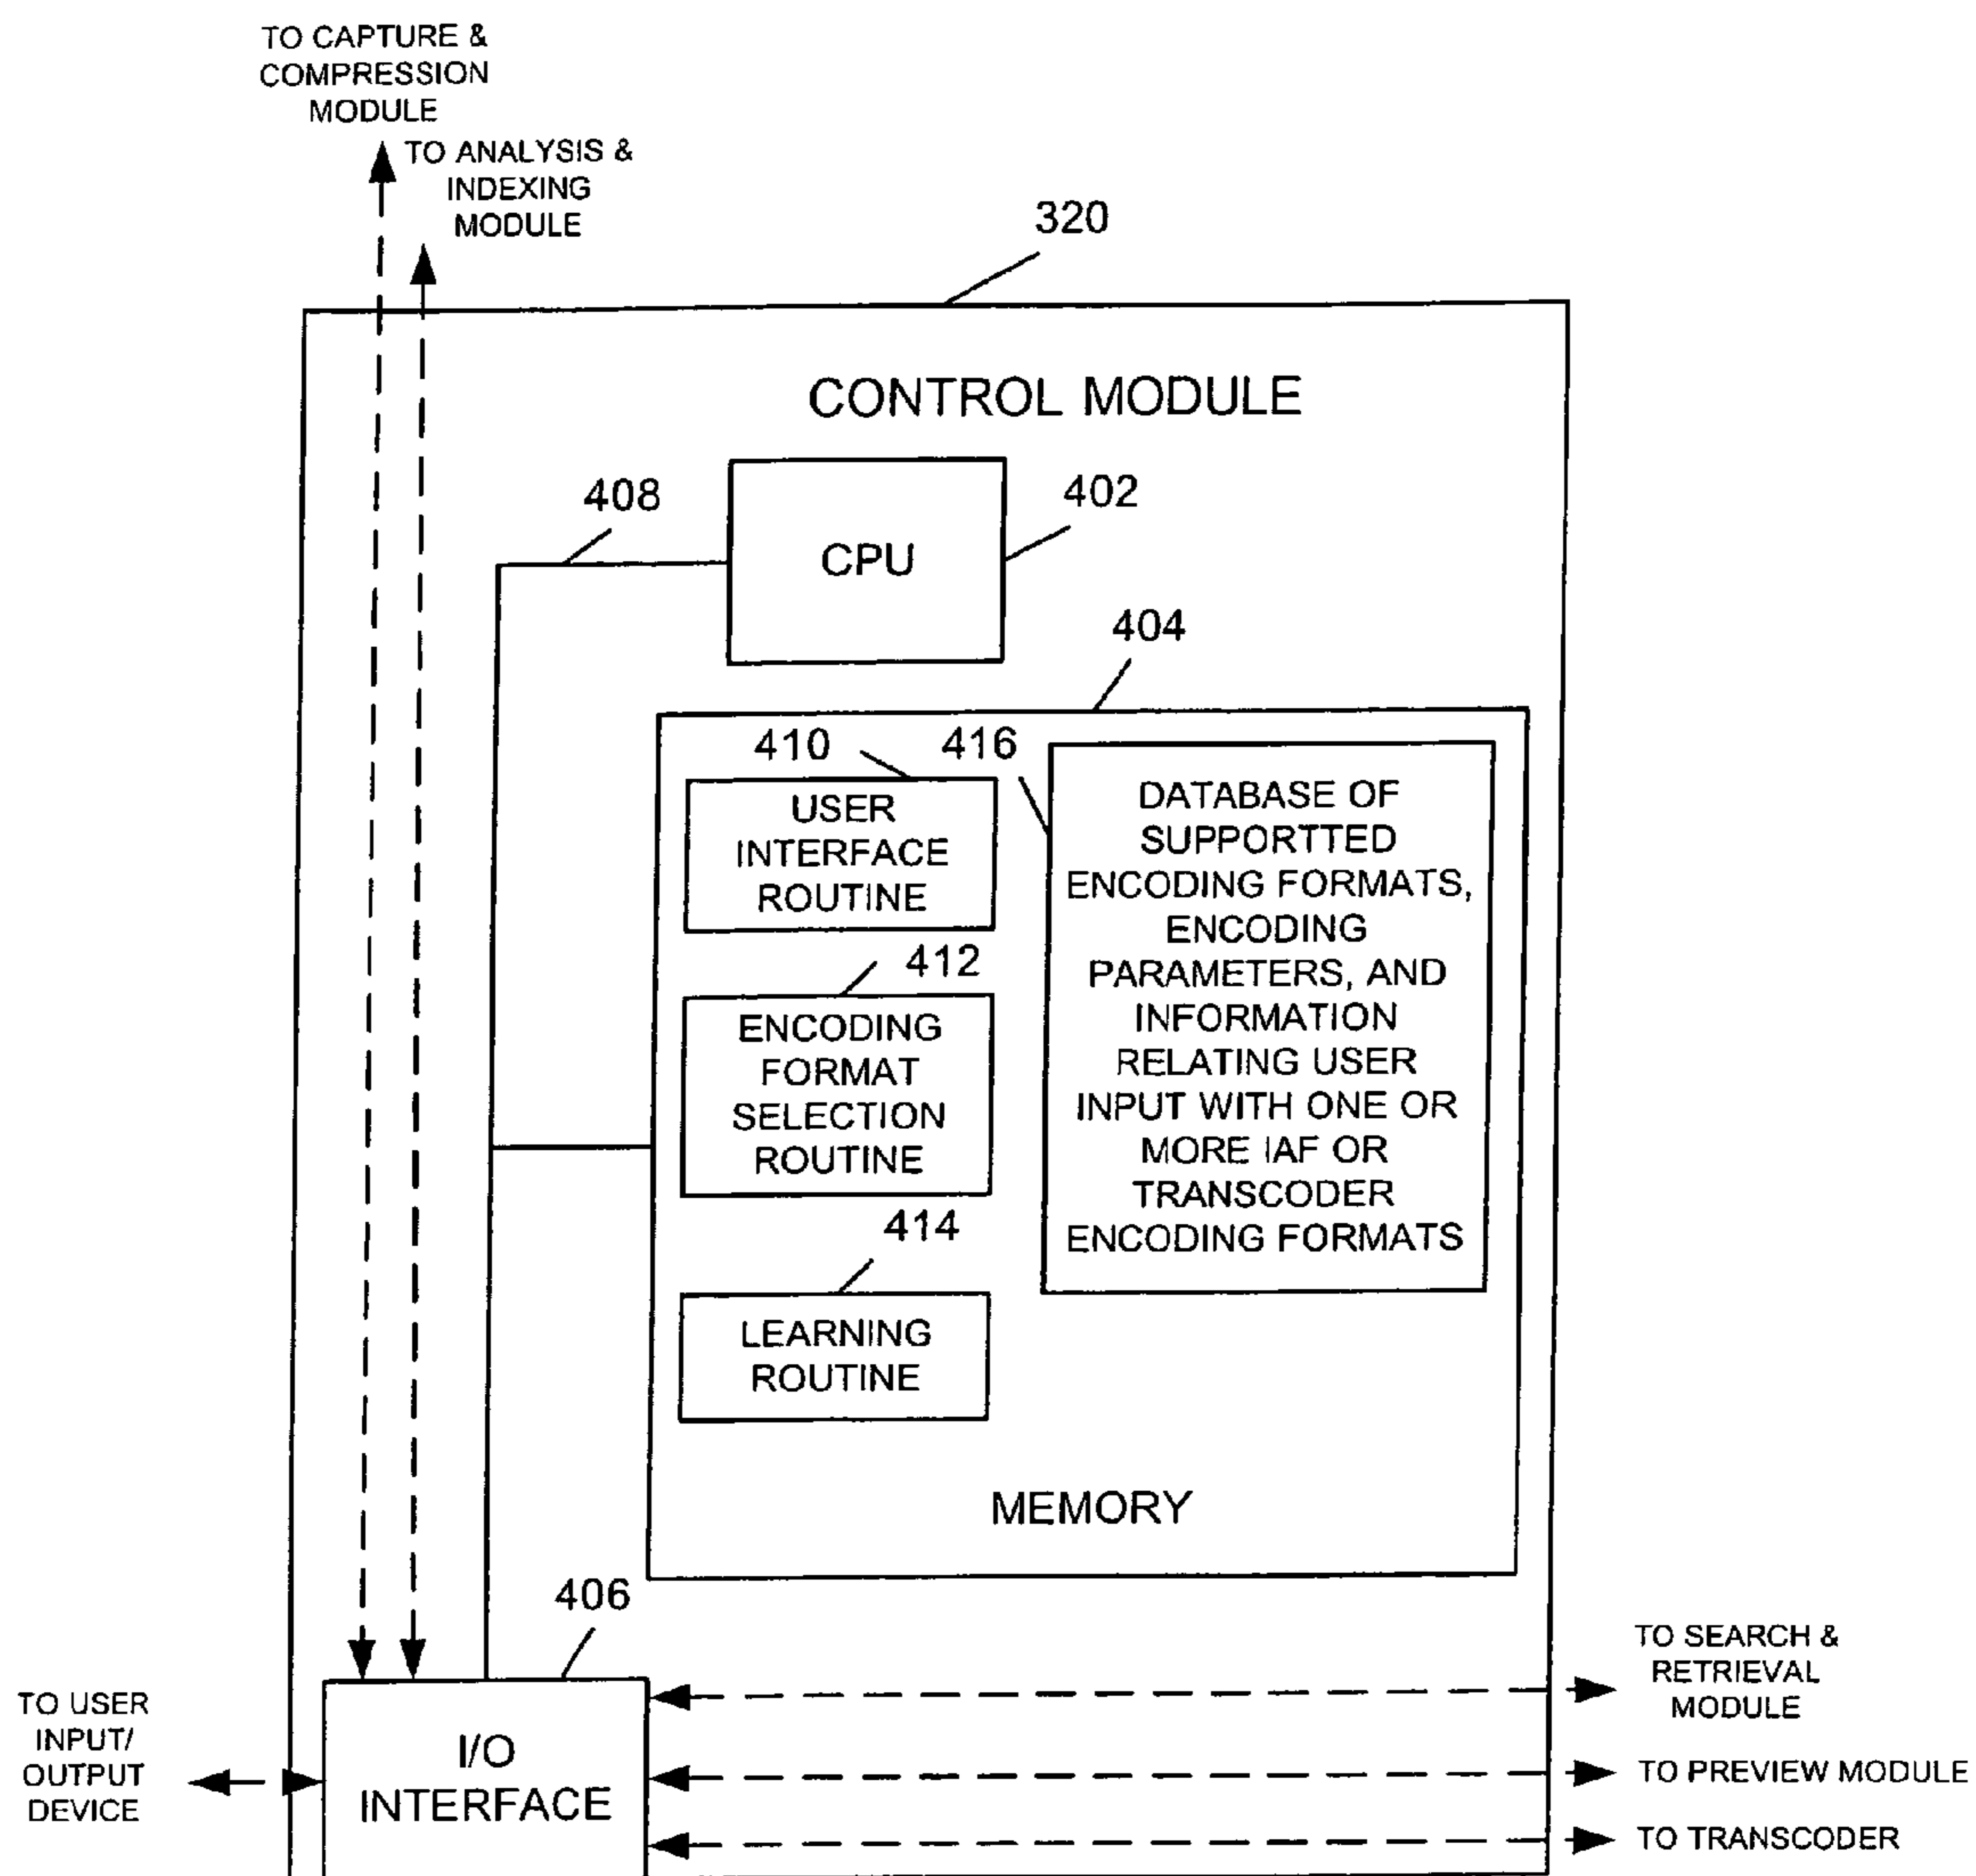 TO CAPTURE &
COMPRESSION
MODULE
TO ANALYSIS &
INDEXING
MODULE
320
CONTROL MODULE
408
402
CPU
404
410
416
USER
INTERFACE
ROUTINE
DATABASE OF
SUPPORTTED
ENCODING FORMATS,
ENCODING
PARAMETERS, AND
INFORMATION
RELATING USER
INPUT WITH ONE OR
MORE IAF OR
TRANSCODER
ENCODING FORMATS
412
ENCODING
FORMAT
SELECTION
ROUTINE
414
LEARNING
ROUTINE
MEMORY
406
TO USER
INPUT/
OUTPUT
DEVICE
I/O
INTERFACE
TO SEARCH &
RETRIEVAL
MODULE
TO PREVIEW MODULE
TO TRANSCODER